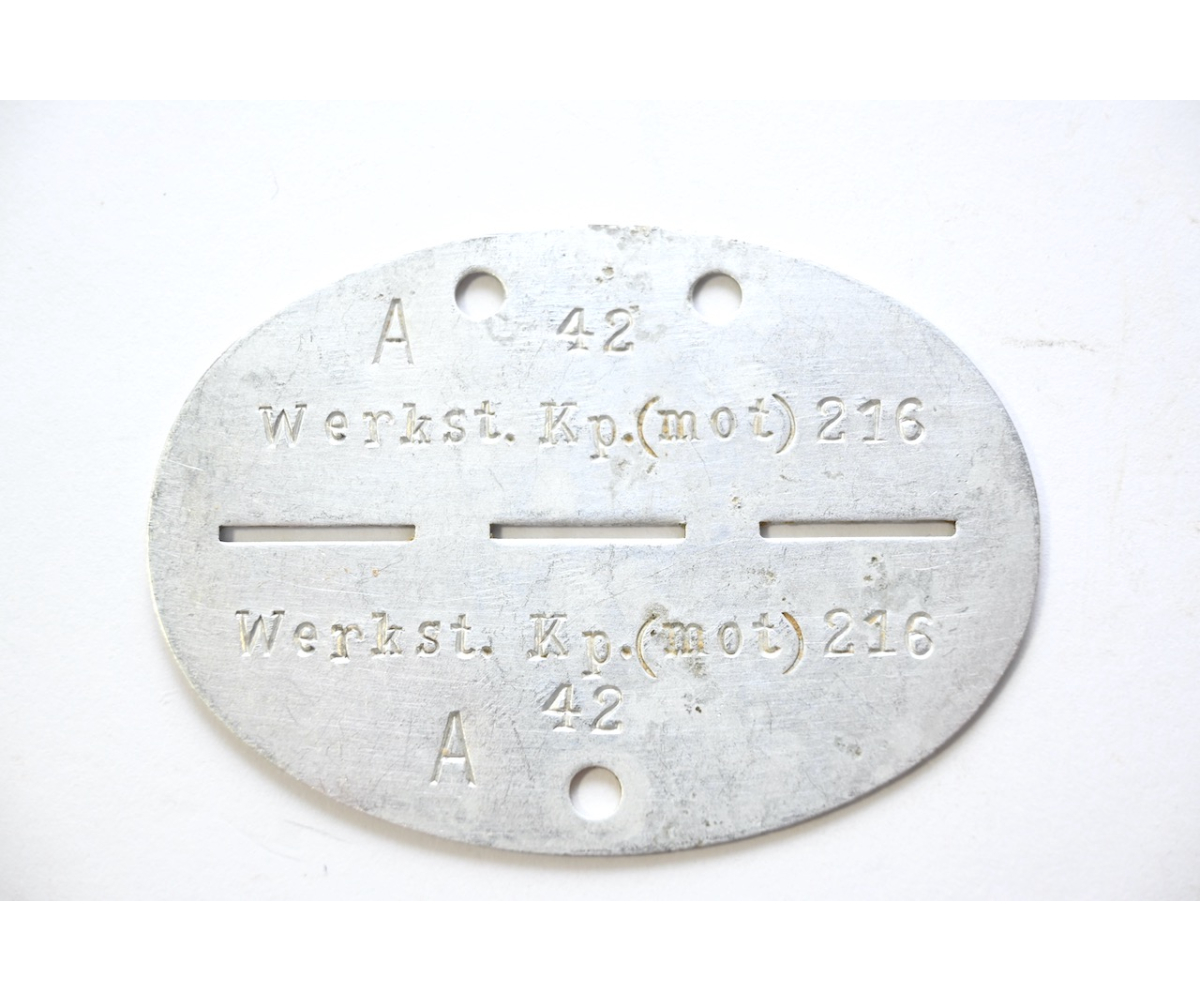 A 42
Werkst. Kp.(mot) 216
Werkst. Kp.(mot) 216
42
A